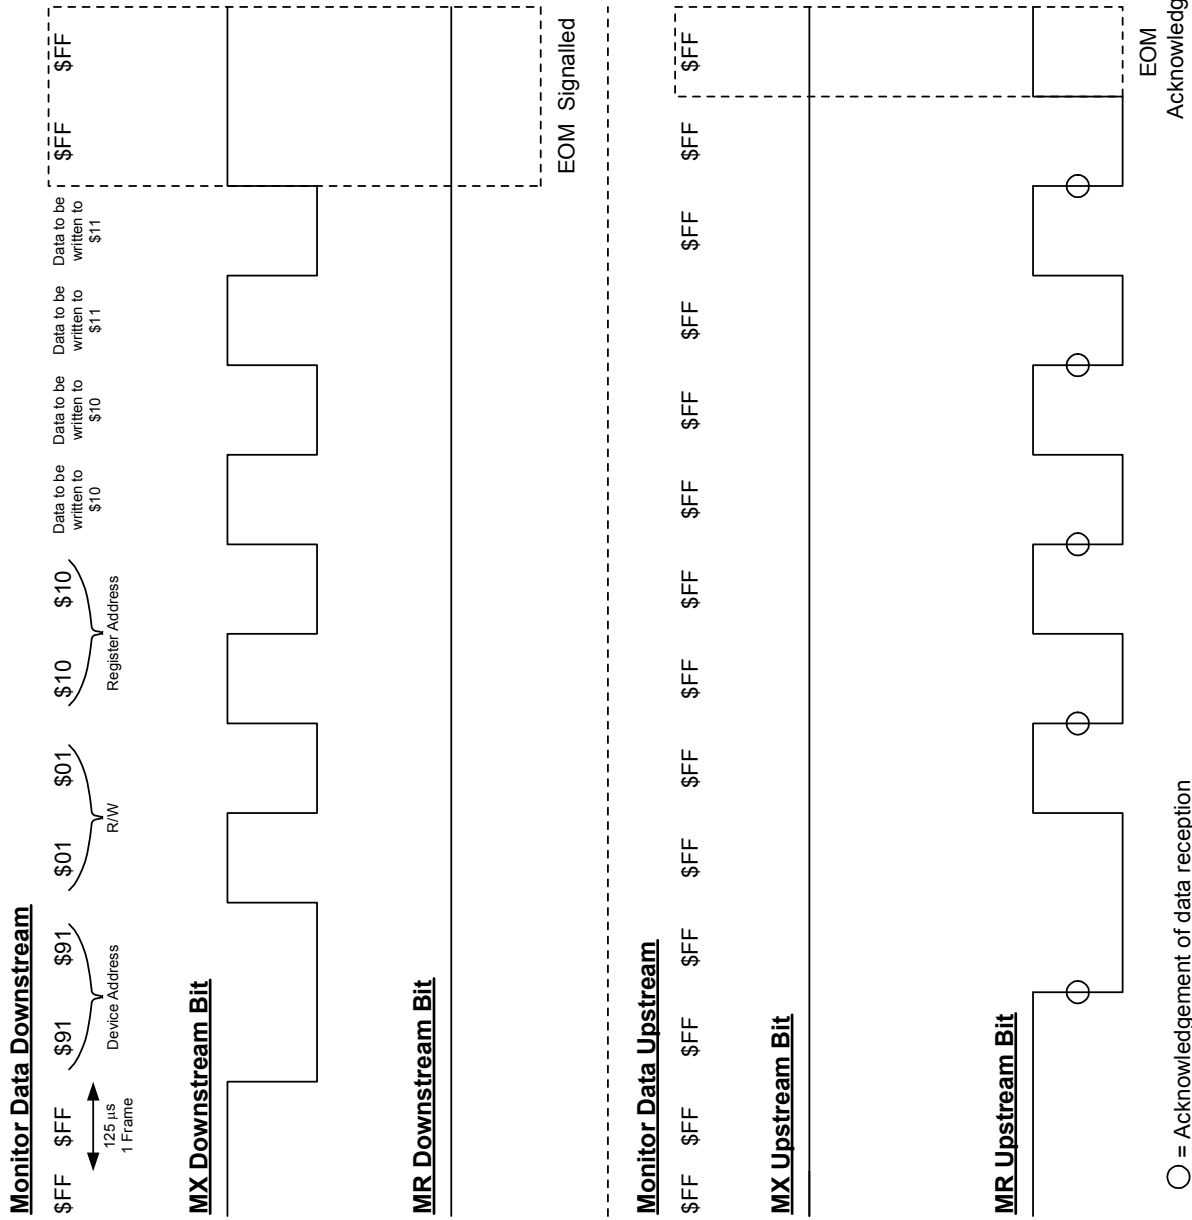 Monitor Data Downstream
$FF $FF $91 $91 $01 $01 $10 $10
Data to be
written to
$10
Data to be
written to
$10
Data to be
written to
$11
Data to be
written to
$11
$FF $FF
125 µs
1 Frame
Device Address
R/W
Register Address
MX Downstream Bit
MR Downstream Bit
EOM Signalled
Monitor Data Upstream
$FF $FF $FF $FF $FF $FF $FF $FF $FF $FF $FF $FF $FF $FF
MX Upstream Bit
MR Upstream Bit
EOM
= Acknowledgement of data reception